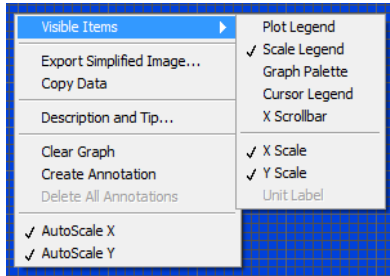 Visible Items
Export Simplified Image...
Copy Data
Description and Tip...
Clear Graph
Create Annotation
Delete All Annotations
AutoScale X
AutoScale Y
Plot Legend
Scale Legend
Graph Palette
Cursor Legend
X Scrollbar
X Scale
Y Scale
Unit Label